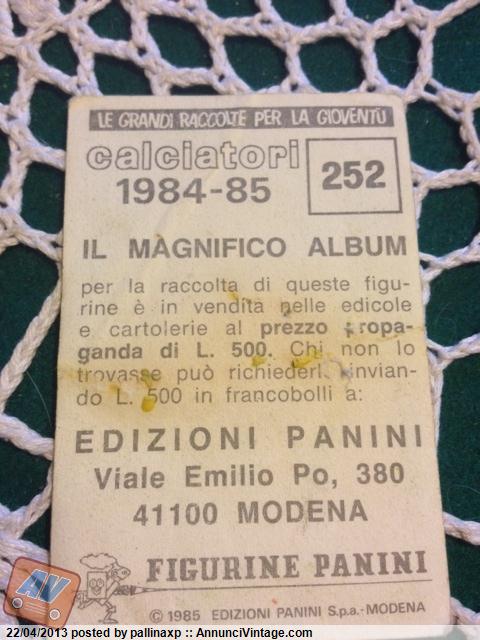 LE GRANDI RACCOLTE PER LA GIOVENTÙ
calciatori
1984-85
252
IL MAGNIFICO ALBUM
per la raccolta di queste figu-
rine è in vendita nelle edicole
e cartolerie al prezzo propa-
ganda di L. 500. Chi non lo
trovasse può richiederl. invian-
do L. 500 in francobolli a:
EDIZIONI PANINI
Viale Emilio Po, 380
41100 MODENA
FIGURINE PANINI
© 1985 EDIZIONI PANINI S.p.a.-MODENA
AV
22/04/2013 posted by pallinaxp :: AnnunciVintage.com